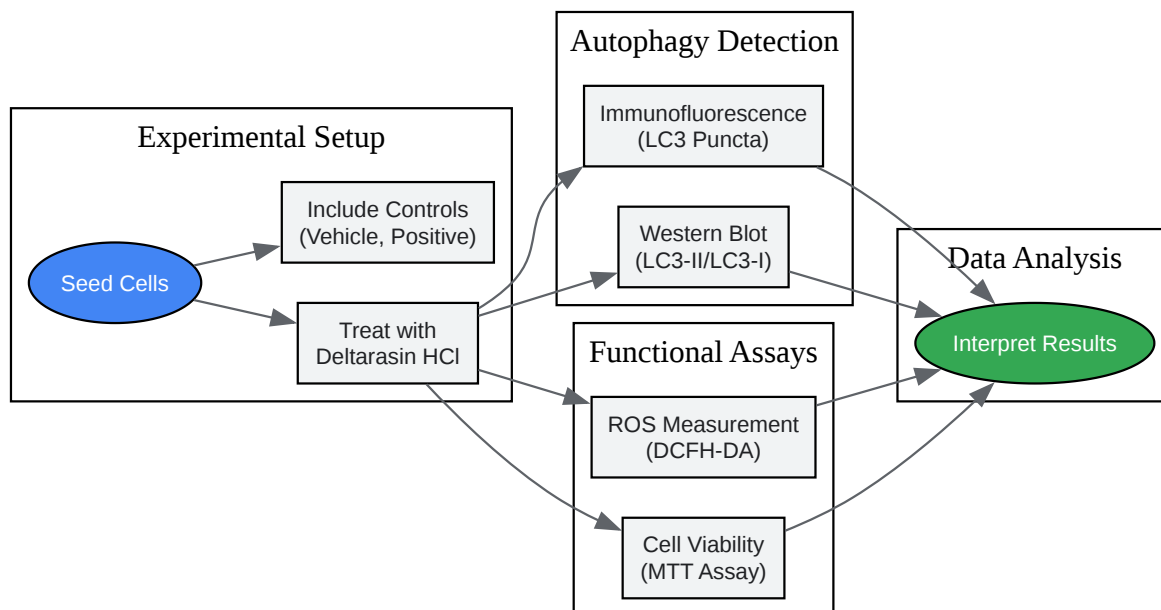 Experimental Setup
Seed Cells
Include Controls
(Vehicle, Positive)
Treat with
Deltarasin HCl
Autophagy Detection
Immunofluorescence
(LC3 Puncta)
Western Blot
(LC3-II/LC3-I)
Functional Assays
ROS Measurement
(DCFH-DA)
Cell Viability
(MTT Assay)
Data Analysis
Interpret Results